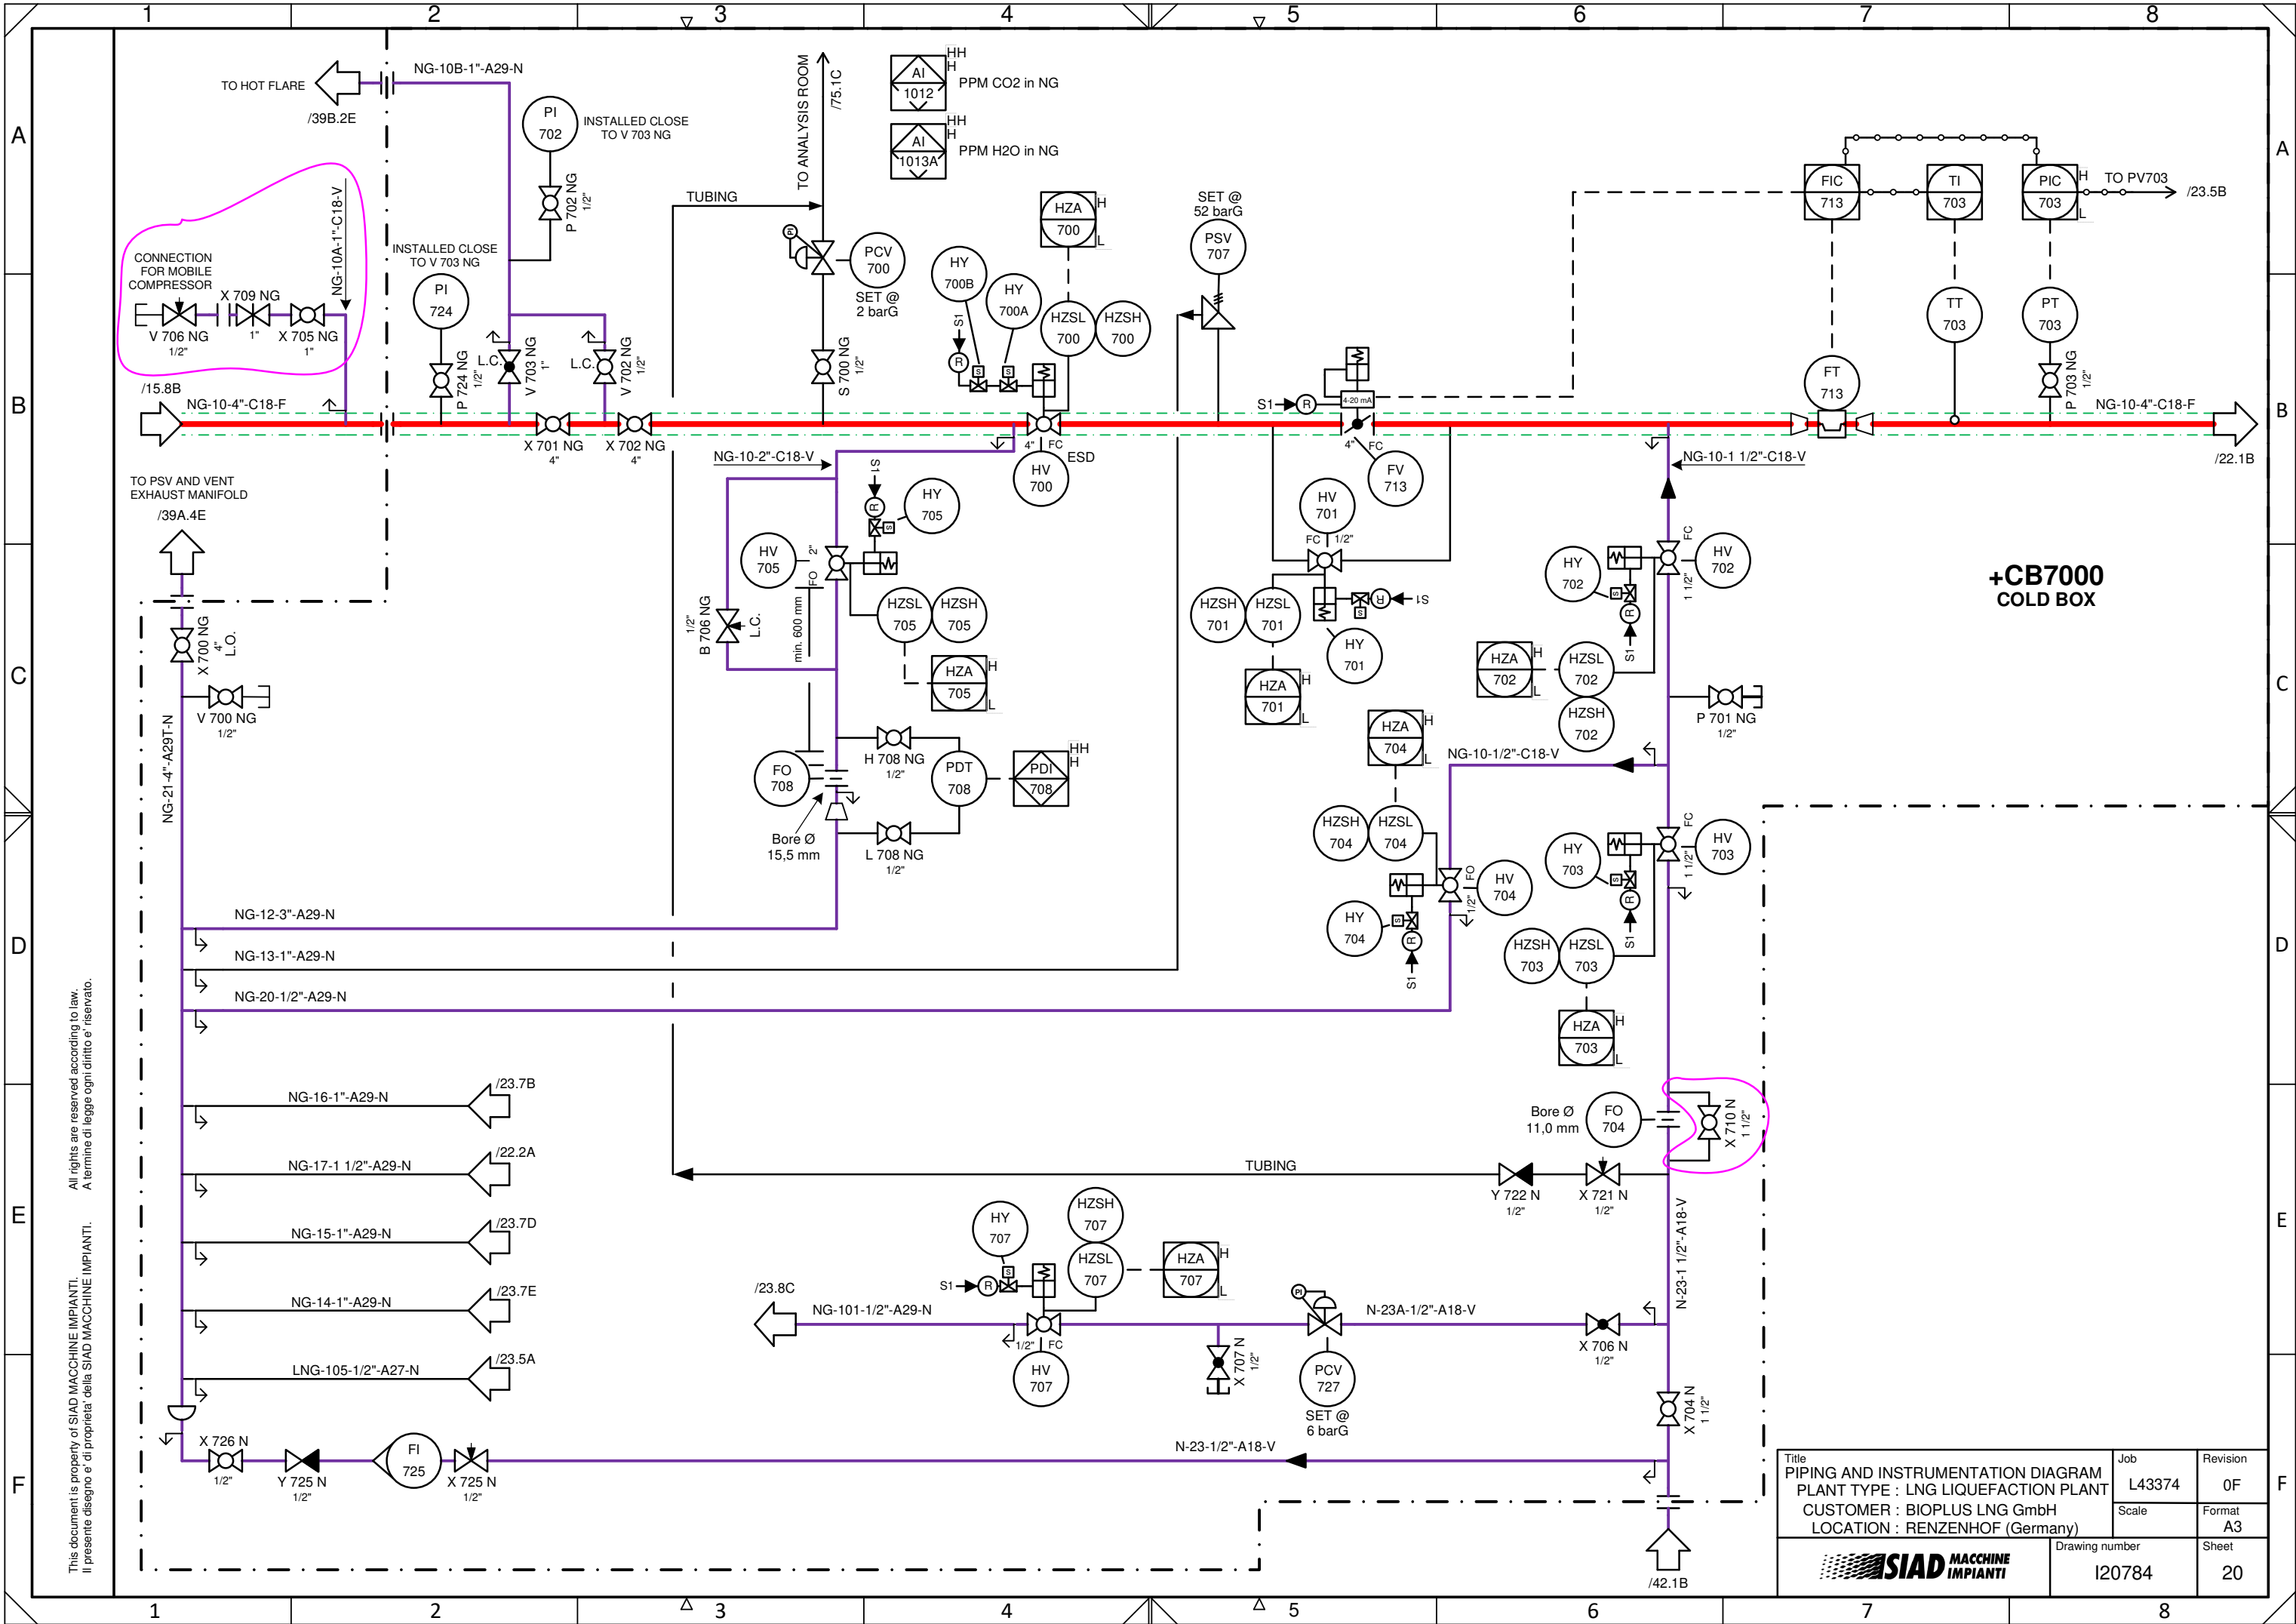 1
2
3
4
5
6
7
8
A
B
C
D
E
F
A
B
C
D
E
F
1
2
3
4
5
6
7
8
TO HOT FLARE
/39B.2E
NG-10B-1"-A29-N
PI
702
INSTALLED CLOSE
TO V 703 NG
P 702 NG
1/2"
CONNECTION
FOR MOBILE
COMPRESSOR
NG-10A-1"-C18-V
V 706 NG
1/2"
X 709 NG
1"
X 705 NG
1"
INSTALLED CLOSE
TO V 703 NG
PI
724
P 724 NG
1/2"
L.C.
V 703 NG
1"
L.C.
V 702 NG
1/2"
/15.8B
NG-10-4"-C18-F
X 701 NG
4"
X 702 NG
4"
TUBING
TO ANALYSIS ROOM
/75.1C
PI
PCV
700
SET @
2 barG
S 700 NG
1/2"
AI
1012
HH
H
PPM CO2 in NG
AI
1013A
HH
H
PPM H2O in NG
HZA
700
H
L
HY
700B
HY
700A
HZSL
700
HZSH
700
S1
R
S
S
4"
FC
ESD
HV
700
SET @
52 barG
PSV
707
S1
R
4-20 mA
4"
FC
FV
713
FIC
713
TI
703
PIC
703
H
L
TO PV703
/23.5B
TT
703
PT
703
FT
713
P 703 NG
1/2"
NG-10-4"-C18-F
/22.1B
TO PSV AND VENT
EXHAUST MANIFOLD
/39A.4E
X 700 NG
4"
L.O.
V 700 NG
1/2"
NG-21-4"-A29T-N
NG-10-2"-C18-V
S1
R
S
HY
705
HV
705
FO
2"
B 706 NG
1/2"
L.C.
min. 600 mm
HZSL
705
HZSH
705
HZA
705
H
L
FO
708
Bore Ø
15,5 mm
H 708 NG
1/2"
L 708 NG
1/2"
PDT
708
PDI
708
HH
H
HV
701
FC
1/2"
HZSH
701
HZSL
701
S
R
S1
HY
701
HZA
701
H
L
NG-10-1 1/2"-C18-V
HV
702
FC
1 1/2"
HY
702
S
R
S1
HZA
702
H
L
HZSL
702
HZSH
702
P 701 NG
1/2"
+CB7000
COLD BOX
NG-10-1/2"-C18-V
HZA
704
H
L
HZSH
704
HZSL
704
HV
704
FO
1/2"
HY
704
S
R
S1
HV
703
FC
1 1/2"
HY
703
S
R
S1
HZSH
703
HZSL
703
HZA
703
H
L
NG-12-3"-A29-N
NG-13-1"-A29-N
NG-20-1/2"-A29-N
NG-16-1"-A29-N
/23.7B
NG-17-1 1/2"-A29-N
/22.2A
NG-15-1"-A29-N
/23.7D
NG-14-1"-A29-N
/23.7E
LNG-105-1/2"-A27-N
/23.5A
Bore Ø
11,0 mm
FO
704
X 710 N
1 1/2"
TUBING
Y 722 N
1/2"
X 721 N
1/2"
N-23-1 1/2"-A18-V
HY
707
HZSH
707
HZSL
707
HZA
707
H
L
S1
R
S
/23.8C
NG-101-1/2"-A29-N
1/2"
FC
HV
707
X 707 N
1/2"
PI
PCV
727
SET @
6 barG
N-23A-1/2"-A18-V
X 706 N
1/2"
X 704 N
1 1/2"
X 726 N
1/2"
Y 725 N
1/2"
FI
725
X 725 N
1/2"
N-23-1/2"-A18-V
/42.1B
All rights are reserved according to law.
A termine di legge ogni diritto e' riservato.
This document is property of SIAD MACCHINE IMPIANTI.
Il presente disegno e' di proprieta' della SIAD MACCHINE IMPIANTI.
Title
PIPING AND INSTRUMENTATION DIAGRAM
PLANT TYPE : LNG LIQUEFACTION PLANT
CUSTOMER : BIOPLUS LNG GmbH
LOCATION : RENZENHOF (Germany)
Job
L43374
Revision
0F
Scale
Format
A3
SIAD MACCHINE
IMPIANTI
Drawing number
I20784
Sheet
20